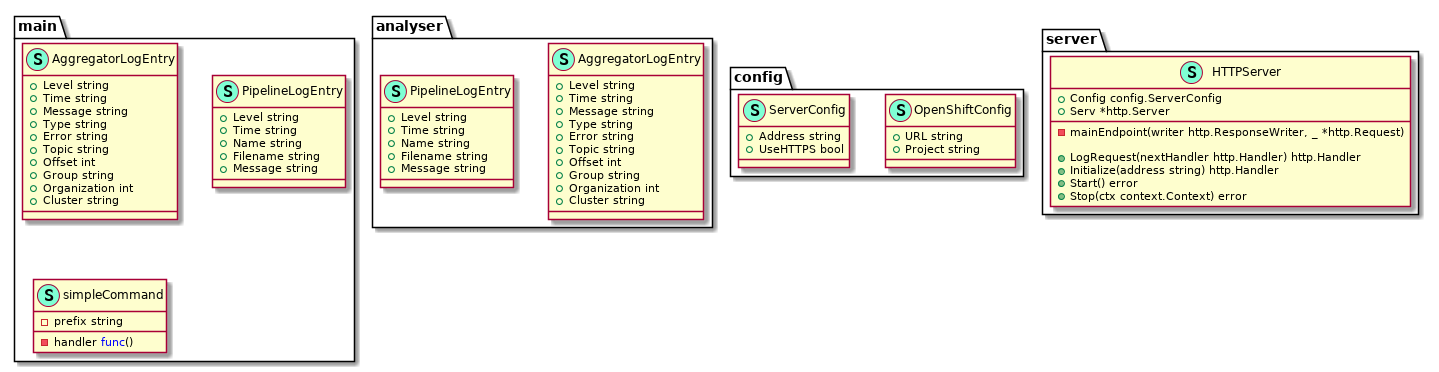 main
S AggregatorLogEntry
Level string
Time string
Message string
Type string
Error string
Topic string
Offset int
Group string
Organization int
Cluster string
S PipelineLogEntry
Level string
Time string
Name string
Filename string
Message string
S simpleCommand
prefix string
handler func()
analyser
S PipelineLogEntry
Level string
Time string
Name string
Filename string
Message string
S AggregatorLogEntry
Level string
Time string
Message string
Type string
Error string
Topic string
Offset int
Group string
Organization int
Cluster string
config
S ServerConfig
Address string
UseHTTPS bool
S OpenShiftConfig
URL string
Project string
server
S HTTPServer
Config config.ServerConfig
Serv *http.Server
mainEndpoint(writer http.ResponseWriter, _ *http.Request)
LogRequest(nextHandler http.Handler) http.Handler
Initialize(address string) http.Handler
Start() error
Stop(ctx context.Context) error